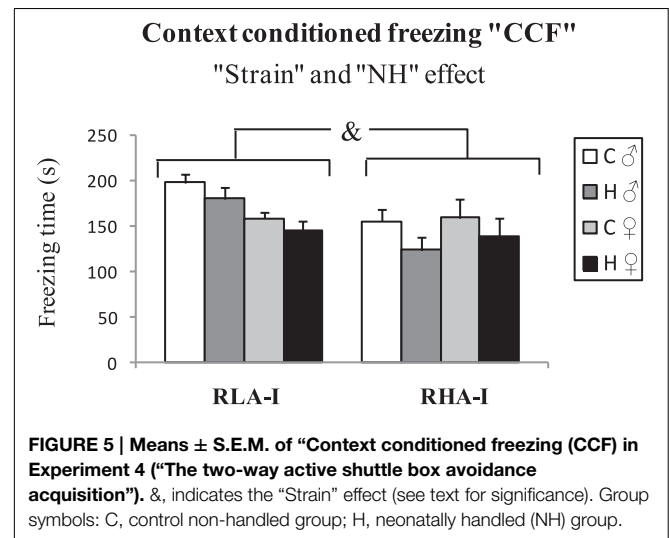 Context conditioned freezing "CCF"
"Strain" and "NH" effect
&
250
200
150
100
50
0
Freezing time (s)
RLA-I
RHA-I
C ♂
H ♂
C ♀
H ♀
FIGURE 5 | Means ± S.E.M. of “Context conditioned freezing (CCF) in
Experiment 4 (“The two-way active shuttle box avoidance
acquisition”). &, indicates the “Strain” effect (see text for significance). Group
symbols: C, control non-handled group; H, neonatally handled (NH) group.